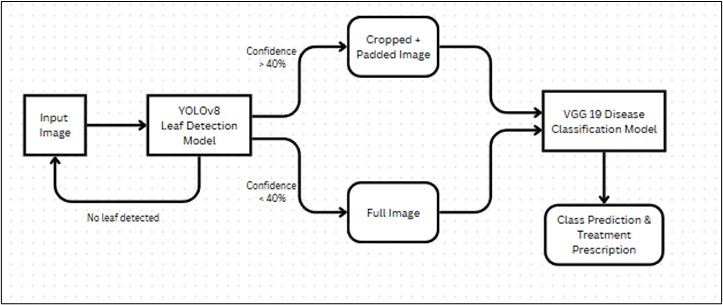 Input
Image
YOLOv8
Leaf Detection
Model
No leaf detected
Confidence
> 40%
Cropped +
Padded Image
Confidence
< 40%
Full Image
VGG 19 Disease
Classification Model
Class Prediction &
Treatment
Prescription